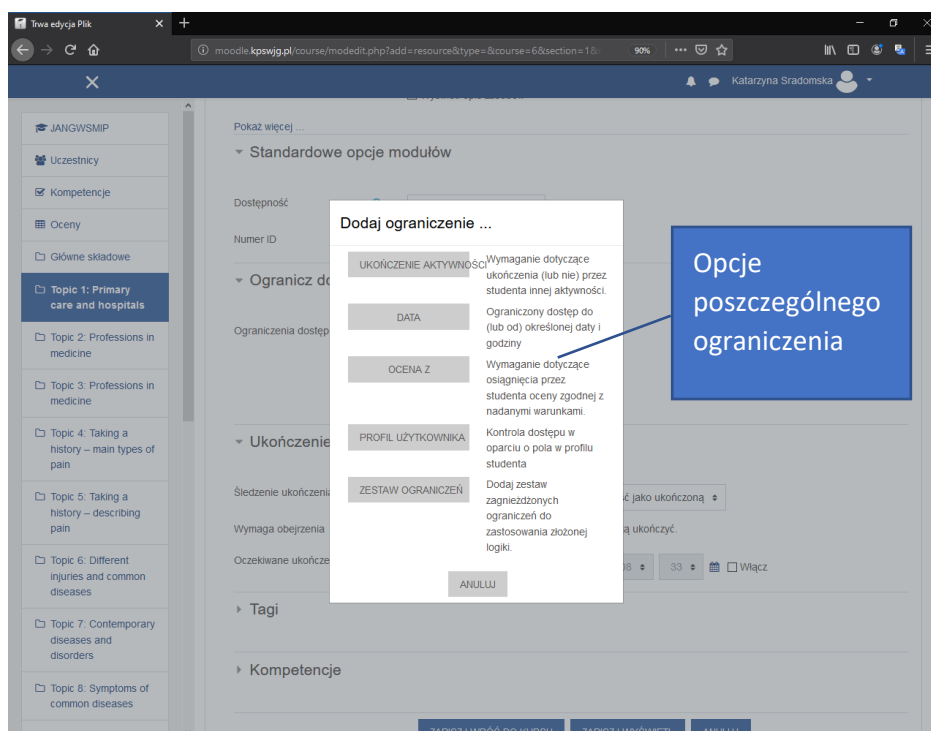 Trwa edycja Plik
moodle.kpswjg.pl/course/modedit.php?add=resource&type=&course=6&section=1&
90%
Katarzyna Sradomska
JANGWSMIP
Uczestnicy
Kompetencje
Oceny
Główne składowe
Topic 1: Primary
care and hospitals
Topic 2: Professions in
medicine
Topic 3: Professions in
medicine
Topic 4: Taking a
history – main types of
pain
Topic 5: Taking a
history – describing
pain
Topic 6: Different
injuries and common
diseases
Topic 7: Contemporary
diseases and
disorders
Topic 8: Symptoms of
common diseases
Pokaż więcej ...
Standardowe opcje modułów
Dostępność
Numer ID
Ogranicz do
Ograniczenia dostęp
Ukończenie
Śledzenie ukończenia
ć jako ukończoną
Wymaga obejrzenia
ą ukończyć.
Oczekiwane ukończe
33
Włącz
Tagi
Kompetencje
ZAPISZ I WRÓĆ DO KURSU
ZAPISZ I WYŚWIETL
ANULUJ
Dodaj ograniczenie ...
UKOŃCZENIE AKTYWNOŚCI
Wymaganie dotyczące
ukończenia (lub nie) przez
studenta innej aktywności.
DATA
Ograniczony dostęp do
(lub od) określonej daty i
godziny
OCENA Z
Wymaganie dotyczące
osiągnięcia przez
studenta oceny zgodnej z
nadanymi warunkami.
PROFIL UŻYTKOWNIKA
Kontrola dostępu w
oparciu o pola w profilu
studenta
ZESTAW OGRANICZEŃ
Dodaj zestaw
zagnieżdżonych
ograniczeń do
zastosowania złożonej
logiki.
ANULUJ
Opcje
poszczególnego
ograniczenia